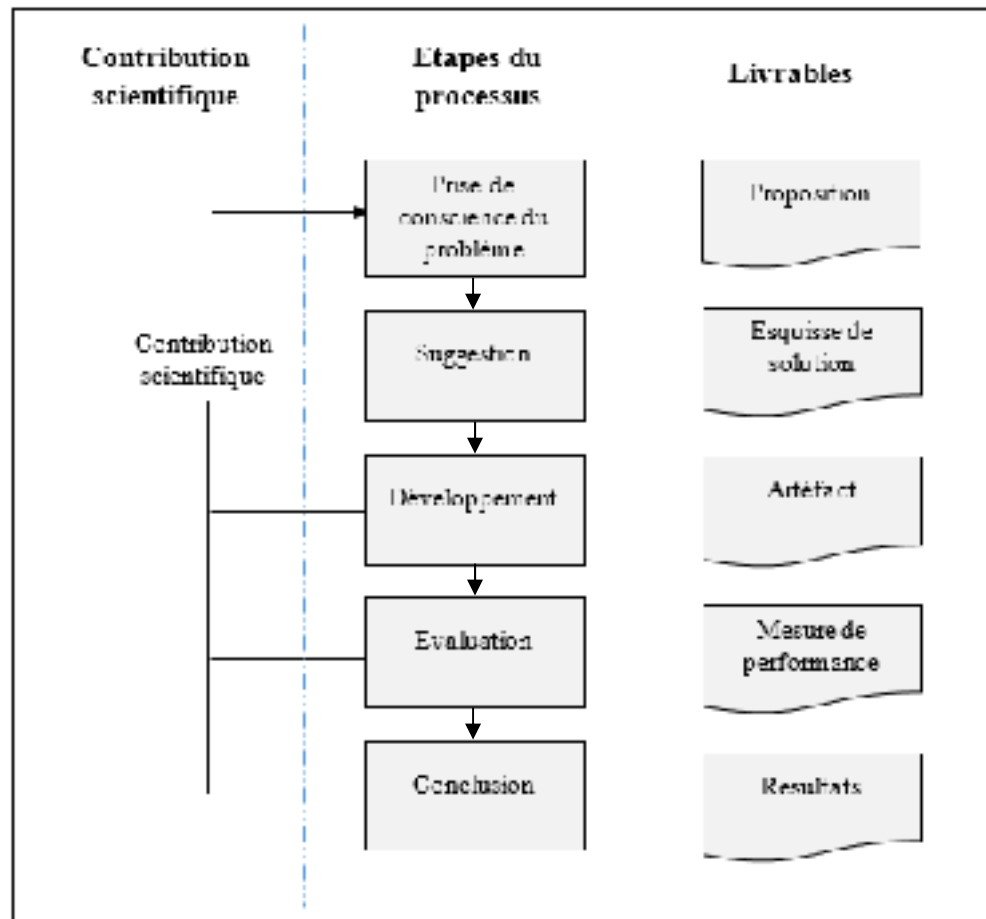 Contribution
scientifique
Etapes du
processus
Livrables
Prise de
conscience du
problème
Proposition
Contribution
scientifique
Suggestion
Esquisse de
solution
Développement
Artéfact
Evaluation
Mesure de
performance
Conclusion
Resultats